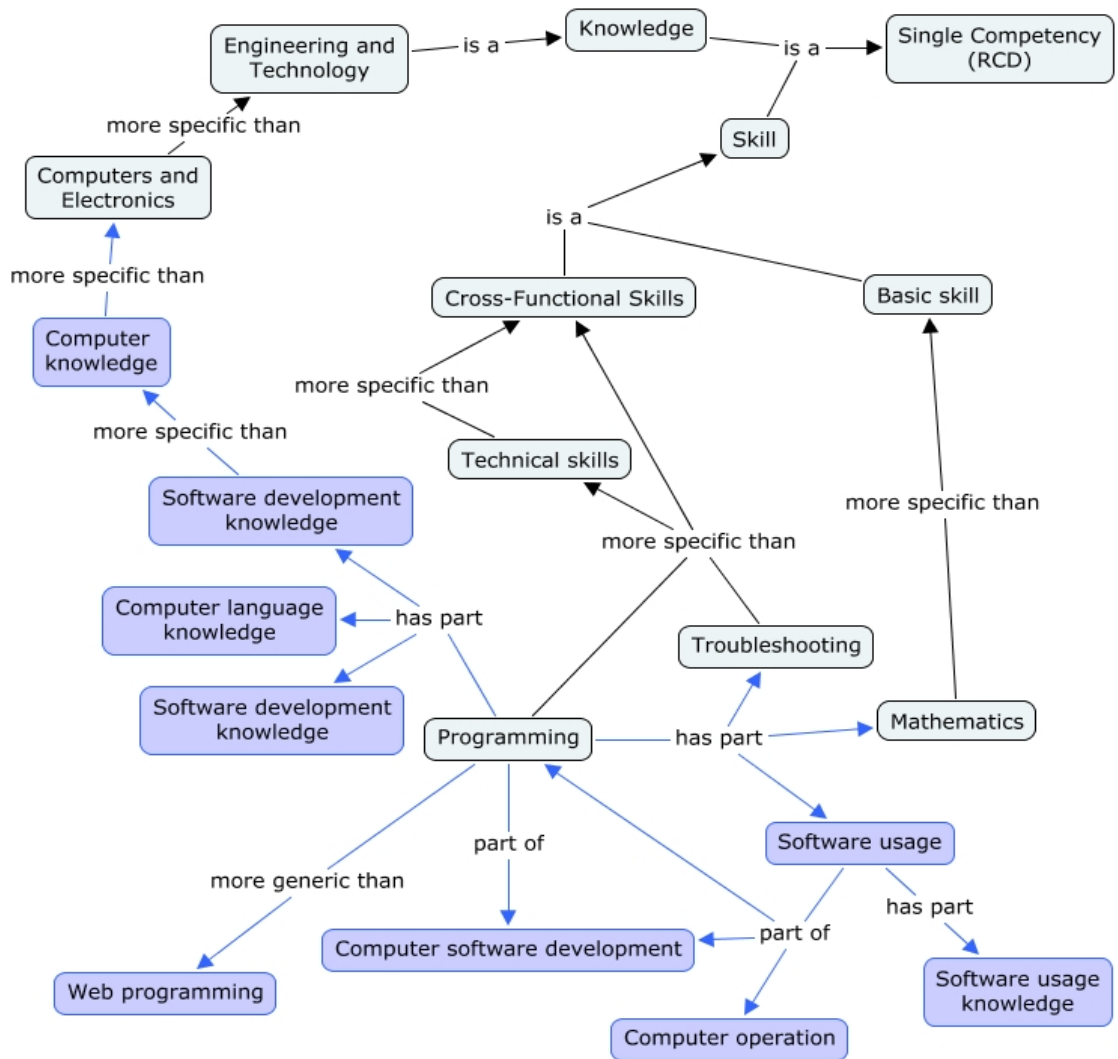 Engineering and
Technology
is a
Knowledge
is a
Single Competency
(RCD)
more specific than
Skill
Computers and
Electronics
is a
more specific than
Cross-Functional Skills
Basic skill
Computer
knowledge
more specific than
more specific than
Technical skills
Software development
knowledge
more specific than
more specific than
Computer language
knowledge
has part
Troubleshooting
Software development
knowledge
Programming
has part
Mathematics
part of
Software usage
more generic than
has part
Computer software development
part of
Web programming
Software usage
knowledge
Computer operation